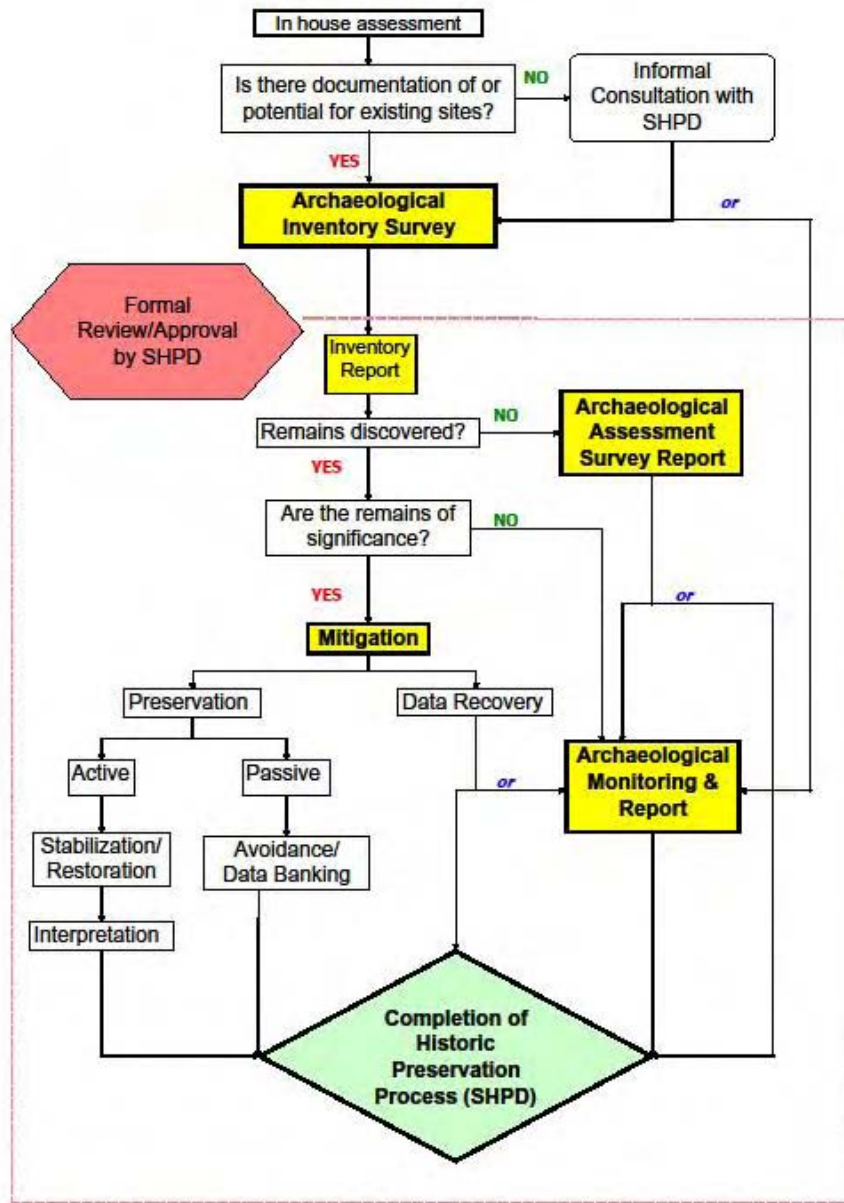 In house assessment
Is there documentation of or
potential for existing sites?
NO
Informal
Consultation with
SHPD
YES
Archaeological
Inventory Survey
or
Formal
Review/Approval
by SHPD
Inventory
Report
Remains discovered?
NO
Archaeological
Assessment
Survey Report
YES
Are the remains of
significance?
NO
YES
or
Mitigation
Preservation
Data Recovery
Active
Passive
or
Archaeological
Monitoring &
Report
Stabilization/
Restoration
Avoidance/
Data Banking
Interpretation
Completion of
Historic
Preservation
Process (SHPD)